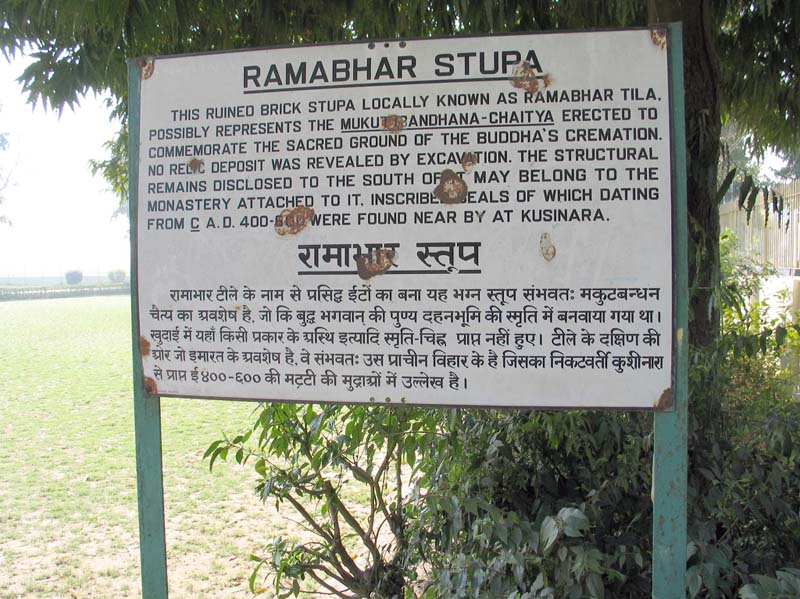 RAMABHAR STUPA
THIS RUINED BRICK STUPA LOCALLY KNOWN AS RAMABHAR TILA,
POSSIBLY REPRESENTS THE MUKUTABANDHANA-CHAITYA ERECTED TO
COMMEMORATE THE SACRED GROUND OF THE BUDDHA'S CREMATION.
NO RELIC DEPOSIT WAS REVEALED BY EXCAVATION. THE STRUCTURAL
REMAINS DISCLOSED TO THE SOUTH OF IT MAY BELONG TO THE
MONASTERY ATTACHED TO IT, INSCRIBED SEALS OF WHICH DATING
FROM C A.D. 400-600 WERE FOUND NEAR BY AT KUSINARA.
रामाभार स्तूप
रामाभार टीले के नाम से प्रसिद्ध ईंटों का बना यह भग्न स्तूप संभवतः मकुटबन्धन
चैत्य का अवशेष है, जो कि बुद्ध भगवान् की पुण्य दहनभूमि की स्मृति में बनवाया गया था।
खुदाई में यहाँ किसी प्रकार के अस्थि इत्यादि स्मृति-चिह्न प्राप्त नहीं हुए। टीले के दक्षिण की
ओर जो इमारत के अवशेष है, वे संभवतः उस प्राचीन विहार के है जिसका निकटवर्ती कुशीनारा
से प्राप्त ई ४००-६०० की मट्टी की मुद्राओं में उल्लेख है।